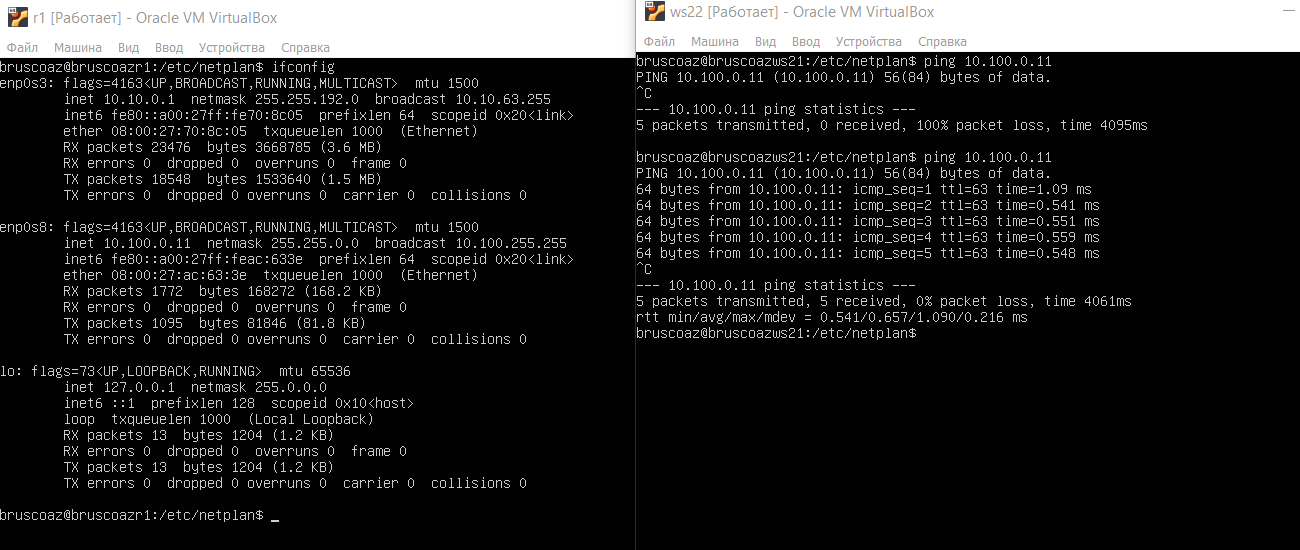 r1 [Работает] - Oracle VM VirtualBox
Файл Машина Вид Ввод Устройства Справка
bruscoaz@bruscoazr1:/etc/netplan$ ifconfig
enp0s3: flags=4163<UP,BROADCAST,RUNNING,MULTICAST>  mtu 1500
        inet 10.10.0.1  netmask 255.255.192.0  broadcast 10.10.63.255
        inet6 fe80::a00:27ff:fe70:8c05  prefixlen 64  scopeid 0x20<link>
        ether 08:00:27:70:8c:05  txqueuelen 1000  (Ethernet)
        RX packets 23476  bytes 3668785 (3.6 MB)
        RX errors 0  dropped 0  overruns 0  frame 0
        TX packets 18548  bytes 1533640 (1.5 MB)
        TX errors 0  dropped 0 overruns 0  carrier 0  collisions 0

enp0s8: flags=4163<UP,BROADCAST,RUNNING,MULTICAST>  mtu 1500
        inet 10.100.0.11  netmask 255.255.0.0  broadcast 10.100.255.255
        inet6 fe80::a00:27ff:feac:633e  prefixlen 64  scopeid 0x20<link>
        ether 08:00:27:ac:63:3e  txqueuelen 1000  (Ethernet)
        RX packets 1772  bytes 168272 (168.2 KB)
        RX errors 0  dropped 0  overruns 0  frame 0
        TX packets 1095  bytes 81846 (81.8 KB)
        TX errors 0  dropped 0 overruns 0  carrier 0  collisions 0

lo: flags=73<UP,LOOPBACK,RUNNING>  mtu 65536
        inet 127.0.0.1  netmask 255.0.0.0
        inet6 ::1  prefixlen 128  scopeid 0x10<host>
        loop  txqueuelen 1000  (Local Loopback)
        RX packets 13  bytes 1204 (1.2 KB)
        RX errors 0  dropped 0  overruns 0  frame 0
        TX packets 13  bytes 1204 (1.2 KB)
        TX errors 0  dropped 0 overruns 0  carrier 0  collisions 0

bruscoaz@bruscoazr1:/etc/netplan$ _
ws22 [Работает] - Oracle VM VirtualBox
Файл Машина Вид Ввод Устройства Справка
bruscoaz@bruscoazws21:/etc/netplan$ ping 10.100.0.11
PING 10.100.0.11 (10.100.0.11) 56(84) bytes of data.
^C
--- 10.100.0.11 ping statistics ---
5 packets transmitted, 0 received, 100% packet loss, time 4095ms

bruscoaz@bruscoazws21:/etc/netplan$ ping 10.100.0.11
PING 10.100.0.11 (10.100.0.11) 56(84) bytes of data.
64 bytes from 10.100.0.11: icmp_seq=1 ttl=63 time=1.09 ms
64 bytes from 10.100.0.11: icmp_seq=2 ttl=63 time=0.541 ms
64 bytes from 10.100.0.11: icmp_seq=3 ttl=63 time=0.551 ms
64 bytes from 10.100.0.11: icmp_seq=4 ttl=63 time=0.559 ms
64 bytes from 10.100.0.11: icmp_seq=5 ttl=63 time=0.548 ms
^C
--- 10.100.0.11 ping statistics ---
5 packets transmitted, 5 received, 0% packet loss, time 4061ms
rtt min/avg/max/mdev = 0.541/0.657/1.090/0.216 ms
bruscoaz@bruscoazws21:/etc/netplan$